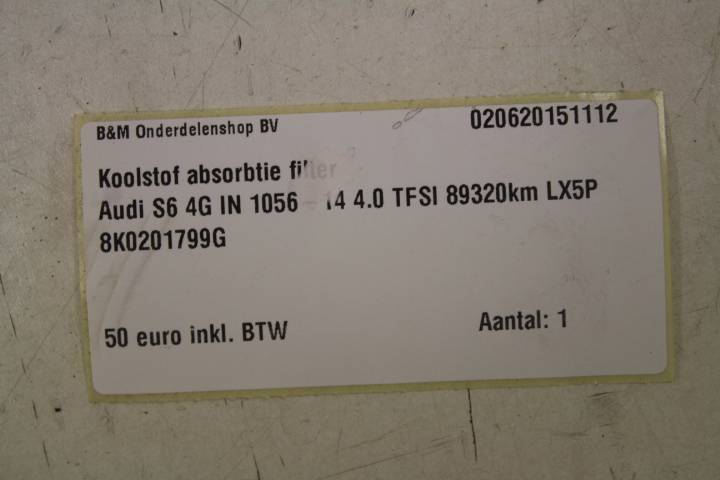 B&M Onderdelenshop BV 020620151112
Koolstof absorbtie filter
Audi S6 4G IN 1056 - 14 4.0 TFSI 89320km LX5P
8K0201799G
50 euro inkl. BTW Aantal: 1